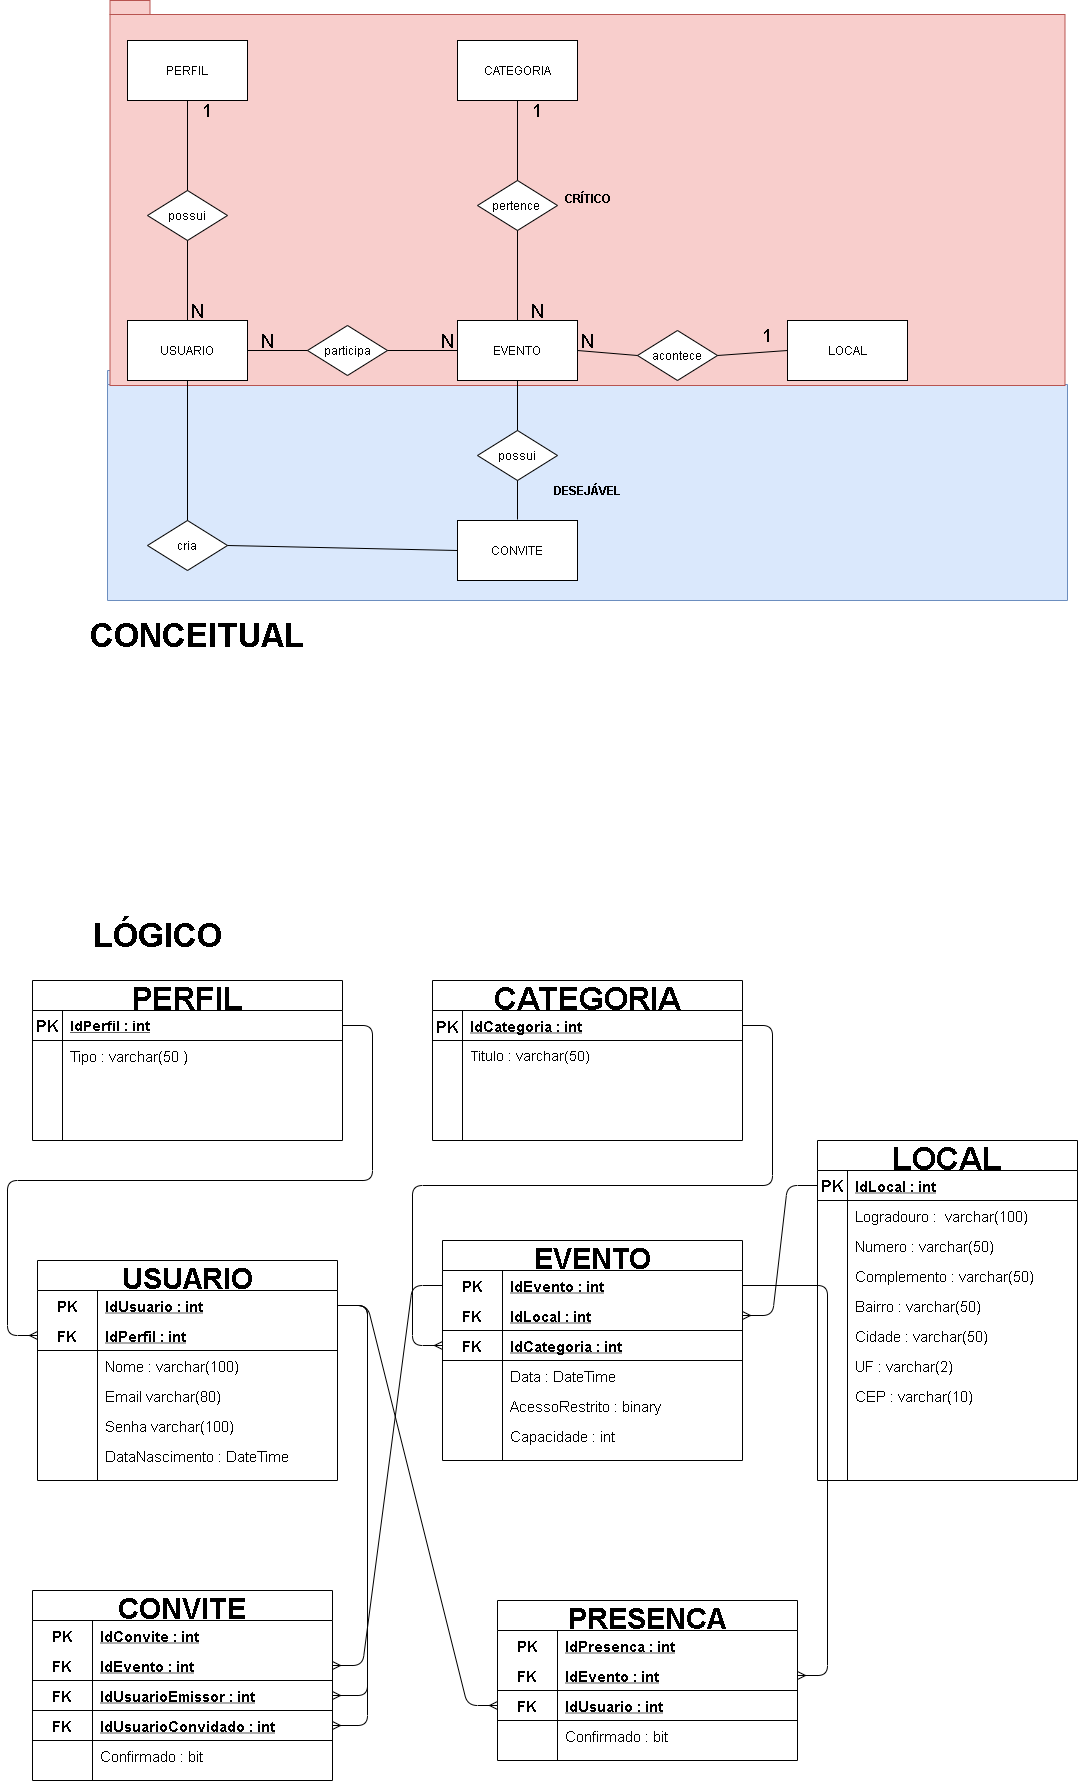 PERFIL
CATEGORIA
1
1
possui
pertence
CRÍTICO
N
N
USUARIO
N
participa
N
EVENTO
N
acontece
1
LOCAL
possui
DESEJÁVEL
cria
CONVITE
CONCEITUAL
LÓGICO
PERFIL
PK IdPerfil : int
Tipo : varchar(50 )
CATEGORIA
PK IdCategoria : int
Titulo : varchar(50)
LOCAL
PK IdLocal : int
Logradouro : varchar(100)
Numero : varchar(50)
Complemento : varchar(50)
Bairro : varchar(50)
Cidade : varchar(50)
UF : varchar(2)
CEP : varchar(10)
USUARIO
PK IdUsuario : int
FK IdPerfil : int
Nome : varchar(100)
Email varchar(80)
Senha varchar(100)
DataNascimento : DateTime
EVENTO
PK IdEvento : int
FK IdLocal : int
FK IdCategoria : int
Data : DateTime
AcessoRestrito : binary
Capacidade : int
CONVITE
PK IdConvite : int
FK IdEvento : int
FK IdUsuarioEmissor : int
FK IdUsuarioConvidado : int
Confirmado : bit
PRESENCA
PK IdPresenca : int
FK IdEvento : int
FK IdUsuario : int
Confirmado : bit